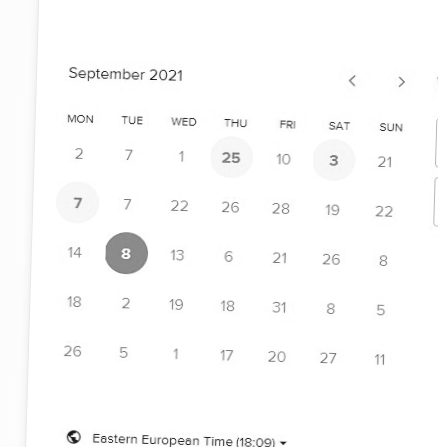 September 2021
MON TUE WED THU FRI SAT SUN
2 7 1 25 10 3 21
7 7 22 26 28 19 22
14 8 13 6 21 26 8
18 2 19 18 31 8 5
26 5 1 17 20 27 11
Eastern European Time (18:09)